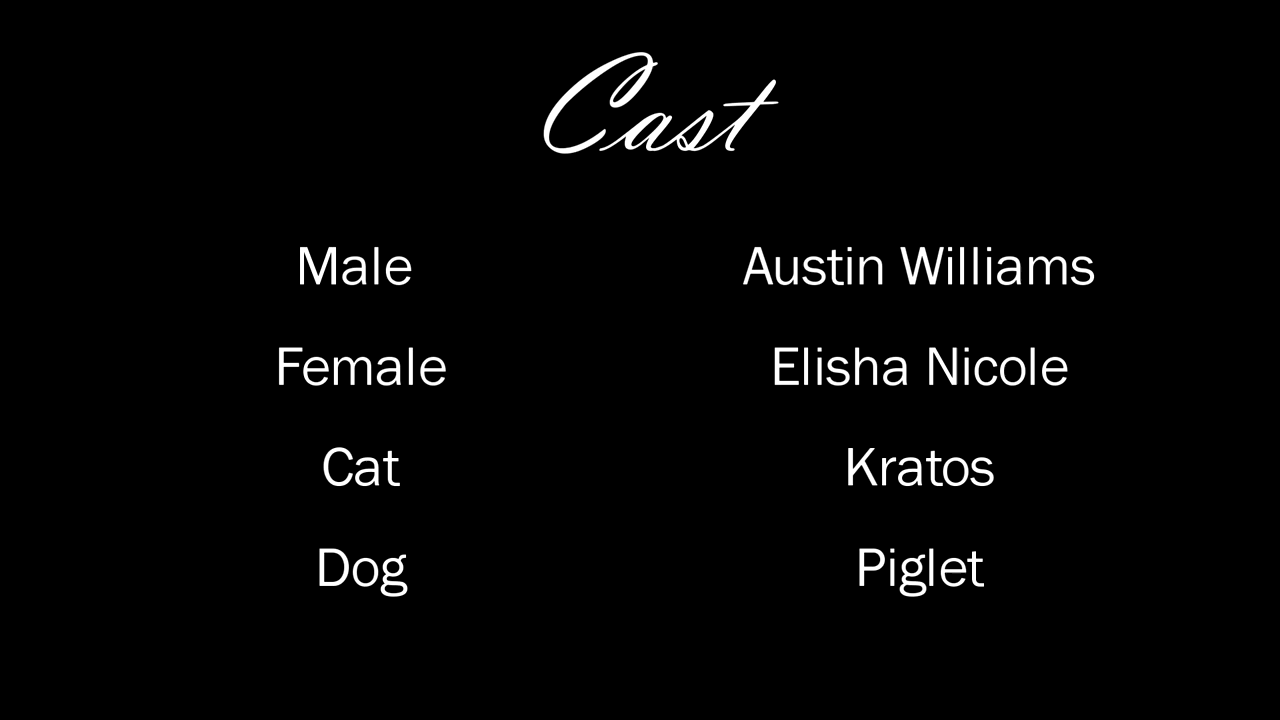 Cast
Male Austin Williams
Female Elisha Nicole
Cat Kratos
Dog Piglet